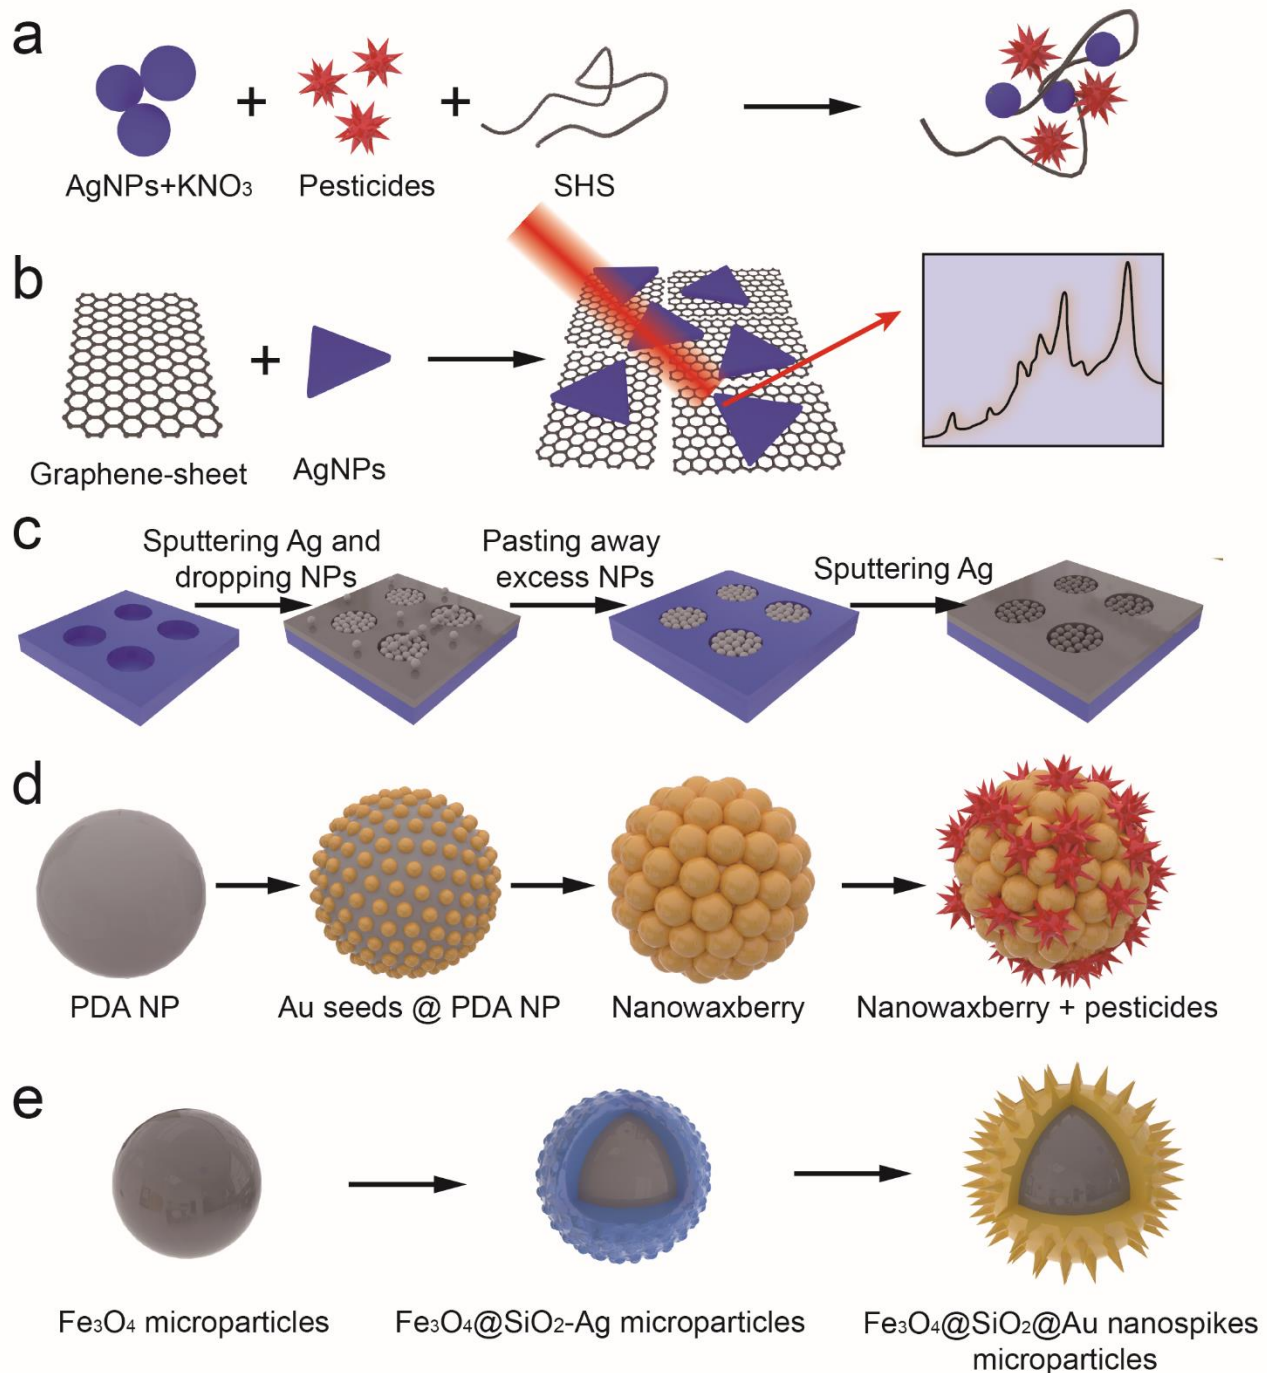 a
AgNPs+KNO₃
+
Pesticides
+
SHS
b
Graphene-sheet
+
AgNPs
c
Sputtering Ag and
dropping NPs
Pasting away
excess NPs
Sputtering Ag
d
PDA NP
Au seeds @ PDA NP
Nanowaxberry
Nanowaxberry + pesticides
e
Fe₃O₄ microparticles
Fe₃O₄@SiO₂-Ag microparticles
Fe₃O₄@SiO₂@Au nanospikes
microparticles